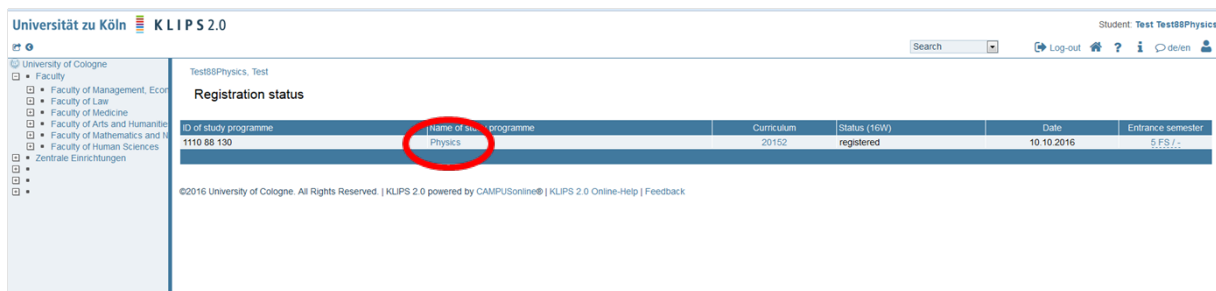 Universität zu Köln KLIPS 2.0
Student: Test Test88Physics
Search
Log-out ? i de/en
University of Cologne
Faculty
Faculty of Management, Econ
Faculty of Law
Faculty of Medicine
Faculty of Arts and Humanitie
Faculty of Mathematics and N
Faculty of Human Sciences
Zentrale Einrichtungen
Test88Physics, Test
Registration status
ID of study programme Name of study programme Curriculum Status (16W) Date Entrance semester
1110 88 130 Physics 20152 registered 10.10.2016 5 FS / -
©2016 University of Cologne. All Rights Reserved. | KLIPS 2.0 powered by CAMPUSonline® | KLIPS 2.0 Online-Help | Feedback